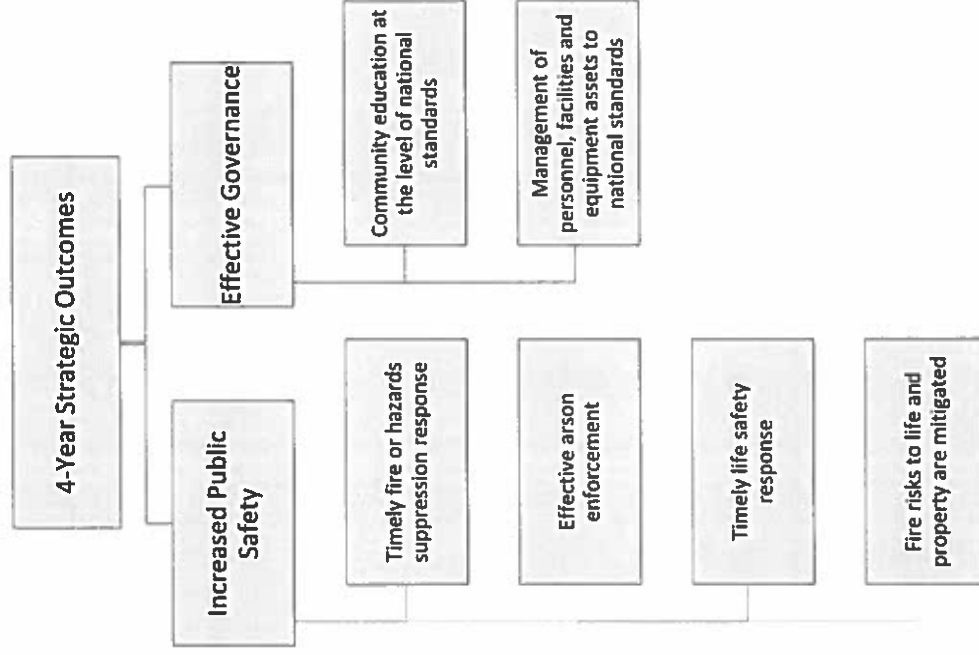 4-Year Strategic Outcomes
Increased Public
Safety
Timely fire or hazards
suppression response
Effective arson
enforcement
Timely life safety
response
Fire risks to life and
property are mitigated
Effective Governance
Community education at
the level of national
standards
Management of
personnel, facilities and
equipment assets to
national standards